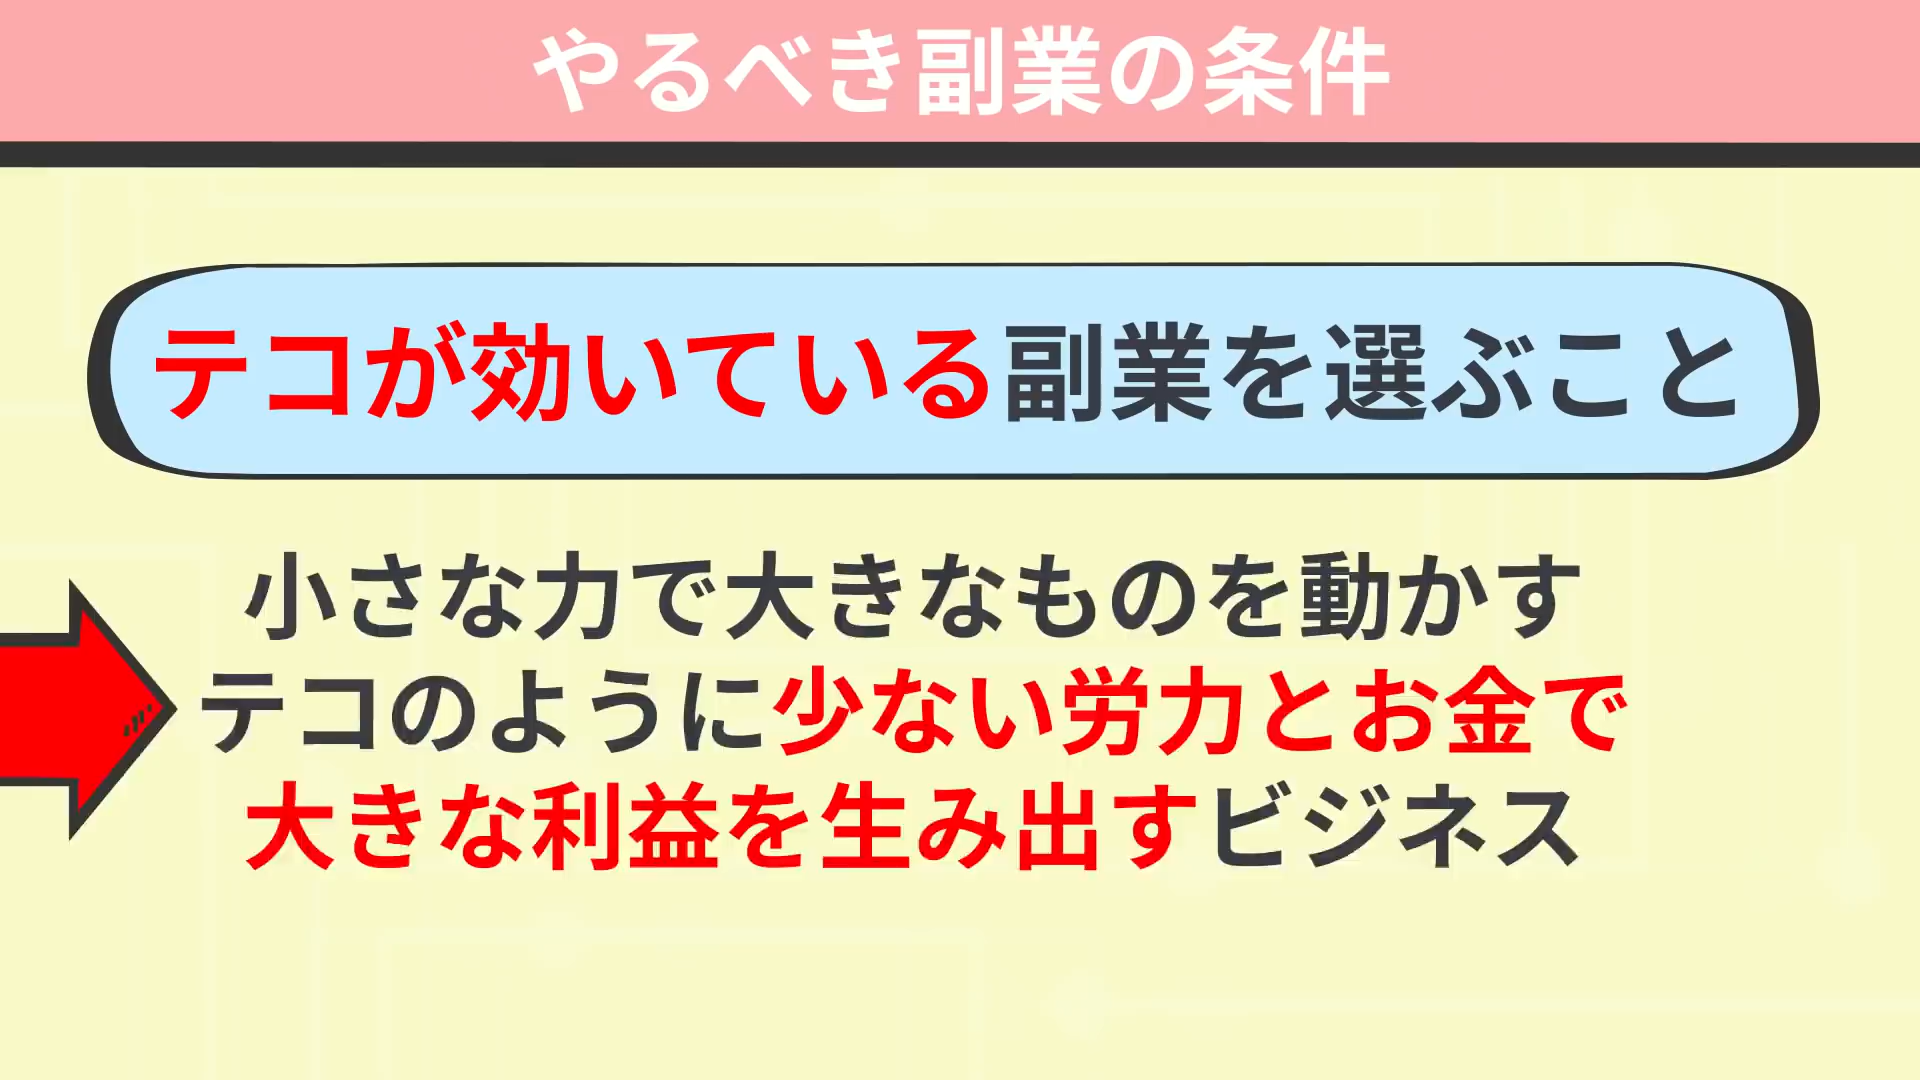 やるべき副業の条件
テコが効いている副業を選ぶこと
小さな力で大きなものを動かす
テコのように少ない労力とお金で
大きな利益を生み出すビジネス